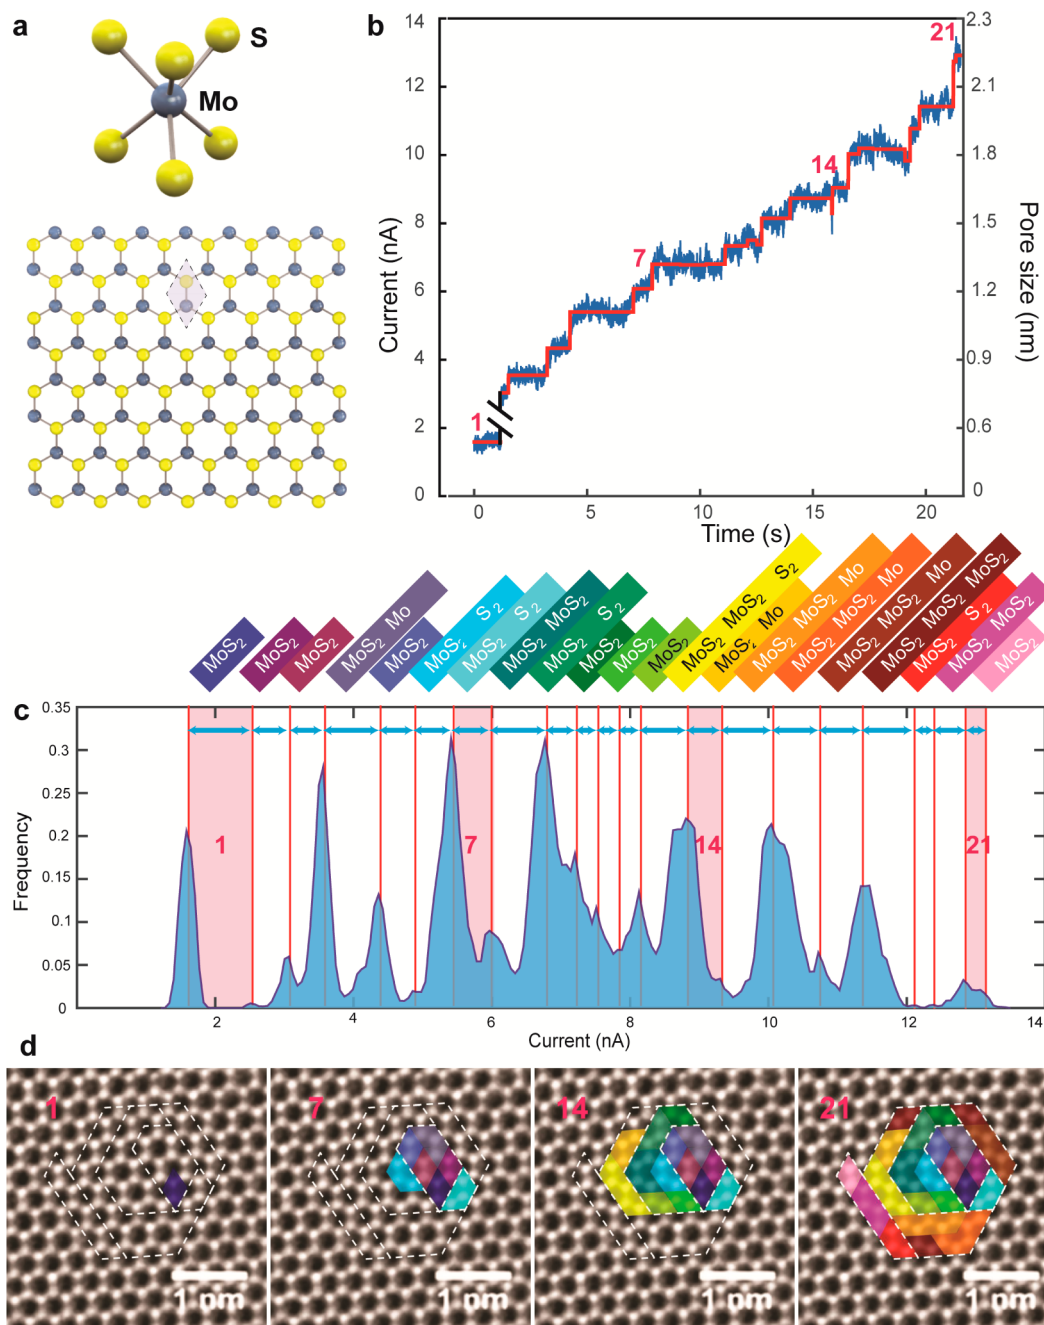 a
S
Mo
b
Current (nA)
14
12
10
8
6
4
2
0
2.3
2.1
1.8
1.5
1.2
0.9
0.6
0
Pore size (nm)
1
7
14
21
0 5 10 15 20
Time (s)
MoS2
MoS2
MoS2
MoS2 Mo
MoS2
MoS2 S2
MoS2 S2
MoS2 MoS2
MoS2 S2
MoS2
MoS2
MoS2
MoS2 MoS2 S2
MoS2 Mo
MoS2 MoS2 Mo
MoS2 MoS2 Mo
MoS2 MoS2 Mo
MoS2 MoS2 MoS2
MoS2 S2
MoS2 MoS2
MoS2
c
Frequency
0.35
0.3
0.25
0.2
0.15
0.1
0.05
0
1 7 14 21
2 4 6 8 10 12 14
Current (nA)
d
1 7 14 21
1 nm 1 nm 1 nm 1 nm